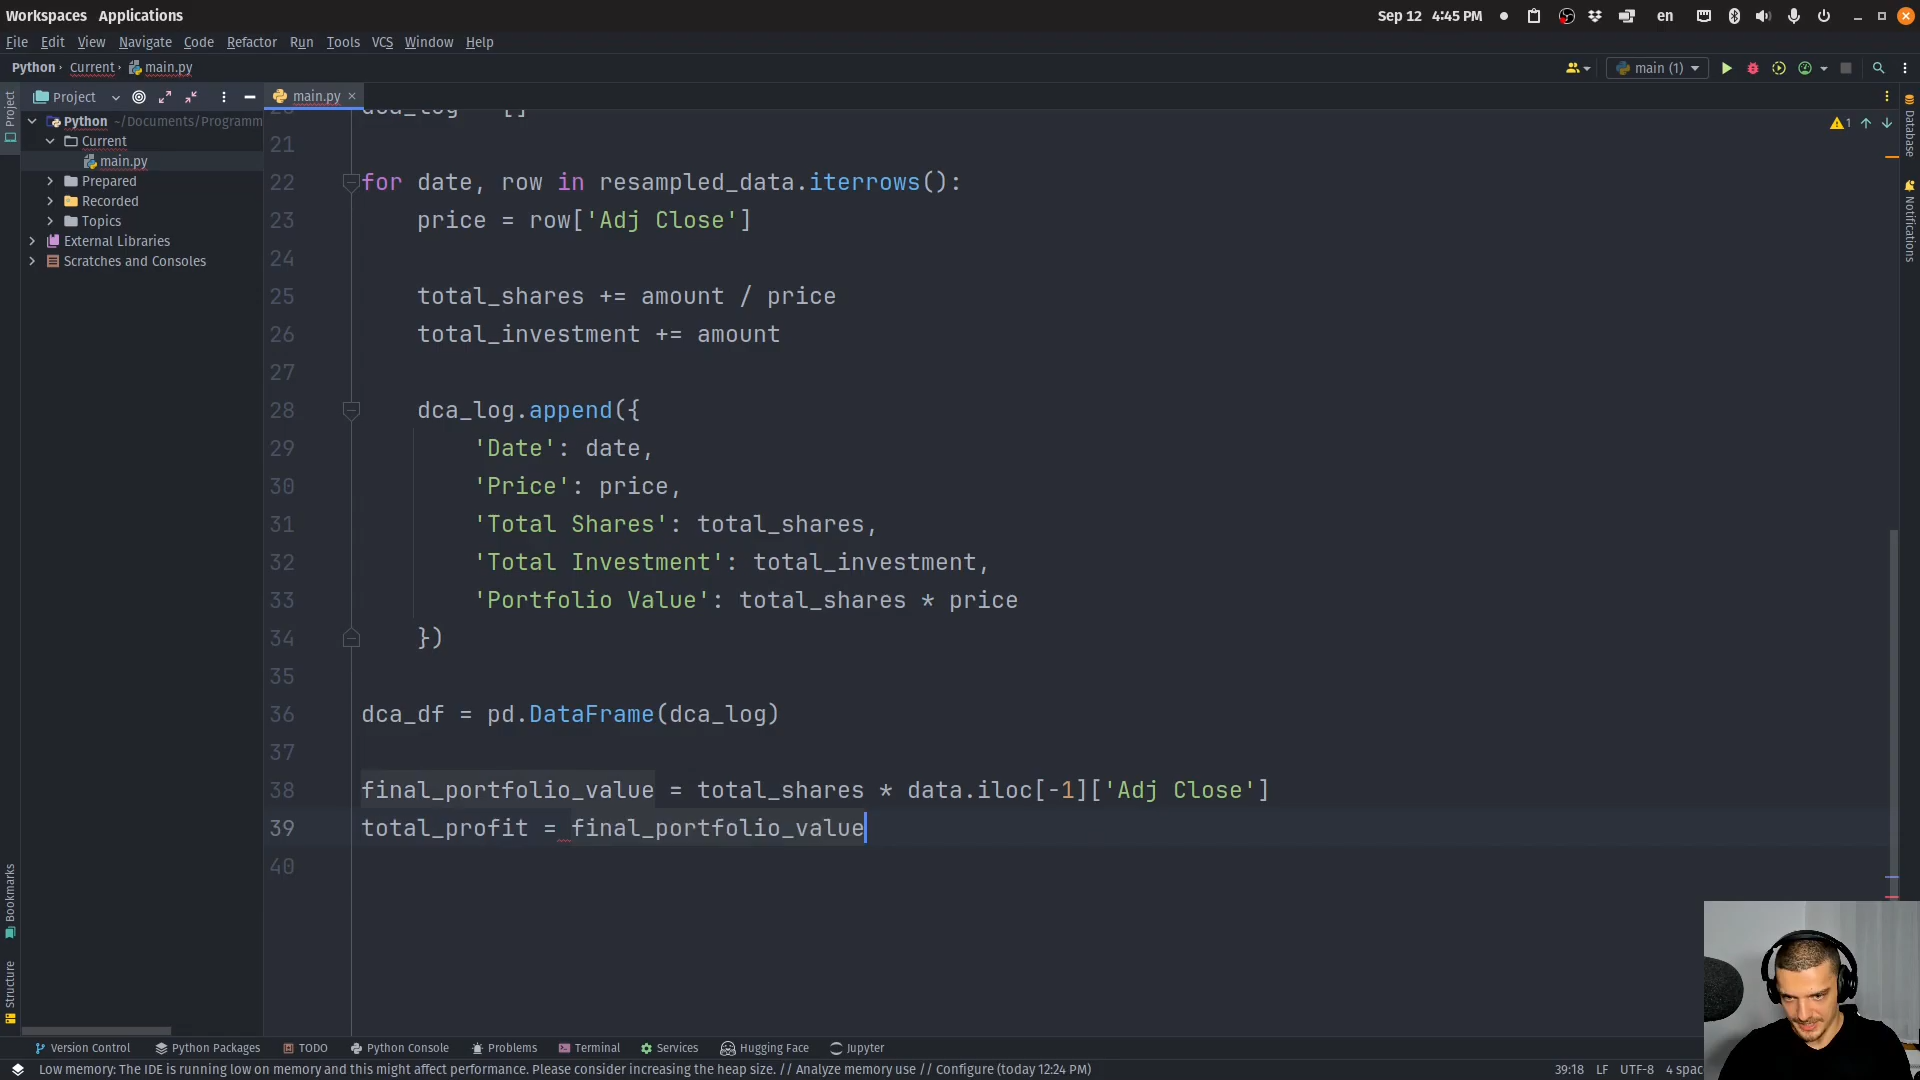 Workspaces Applications Sep 12 4:45 PM en
File Edit View Navigate Code Refactor Run Tools VCS Window Help
Python Current main.py main (1)
Project main.py
Python ~/Documents/Programm
Current
main.py
Prepared
Recorded
Topics
External Libraries
Scratches and Consoles
Project
Bookmarks
Structure
Database
Notifications
1
21
22 for date, row in resampled_data.iterrows():
23 price = row['Adj Close']
24
25 total_shares += amount / price
26 total_investment += amount
27
28 dca_log.append({
29 'Date': date,
30 'Price': price,
31 'Total Shares': total_shares,
32 'Total Investment': total_investment,
33 'Portfolio Value': total_shares * price
34 })
35
36 dca_df = pd.DataFrame(dca_log)
37
38 final_portfolio_value = total_shares * data.iloc[-1]['Adj Close']
39 total_profit = final_portfolio_value
40
Version Control Python Packages TODO Python Console Problems Terminal Services Hugging Face Jupyter
Low memory: The IDE is running low on memory and this might affect performance. Please consider increasing the heap size. // Analyze memory use // Configure (today 12:24 PM) 39:18 LF UTF-8 4 spac